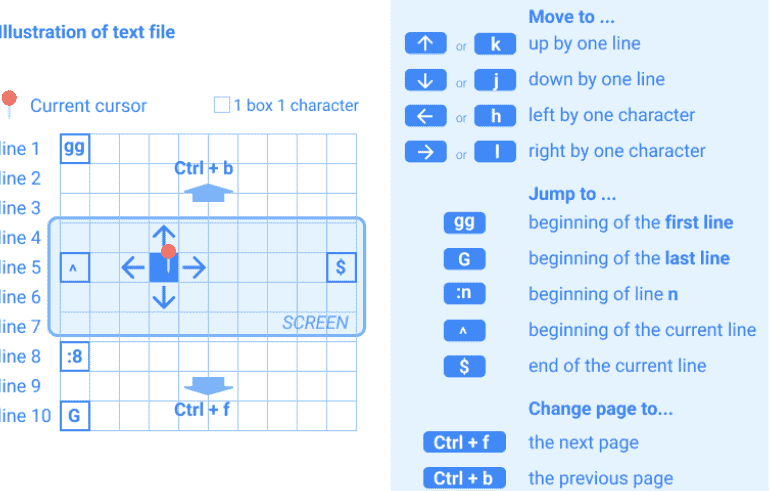 Illustration of text file
Current cursor
1 box 1 character
line 1 gg
Ctrl + b
line 2
line 3
line 4
line 5 ^ $
line 6
line 7
SCREEN
line 8 :8
line 9
Ctrl + f
line 10 G
Move to ...
↑ or k up by one line
↓ or j down by one line
← or h left by one character
→ or l right by one character
Jump to ...
gg beginning of the first line
G beginning of the last line
:n beginning of line n
^ beginning of the current line
$ end of the current line
Change page to...
Ctrl + f the next page
Ctrl + b the previous page